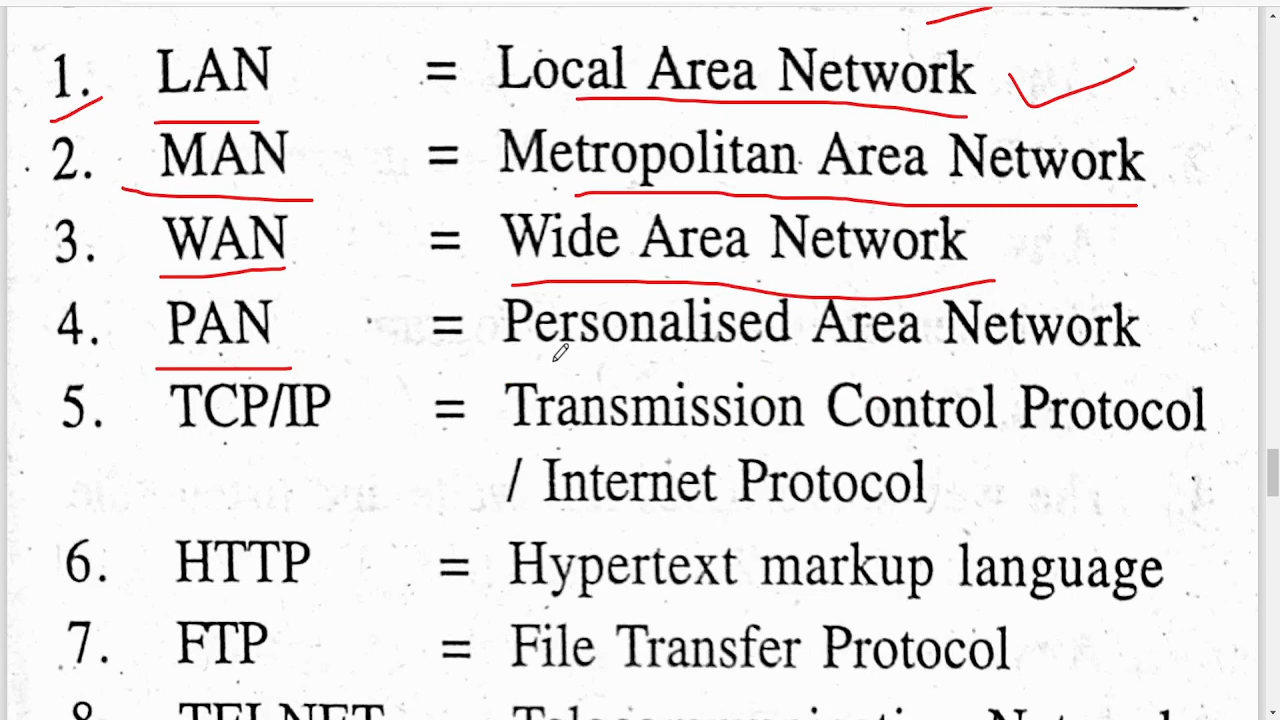 1. LAN = Local Area Network
2. MAN = Metropolitan Area Network
3. WAN = Wide Area Network
4. PAN = Personalised Area Network
5. TCP/IP = Transmission Control Protocol
/ Internet Protocol
6. HTTP = Hypertext markup language
7. FTP = File Transfer Protocol
8. TELNET